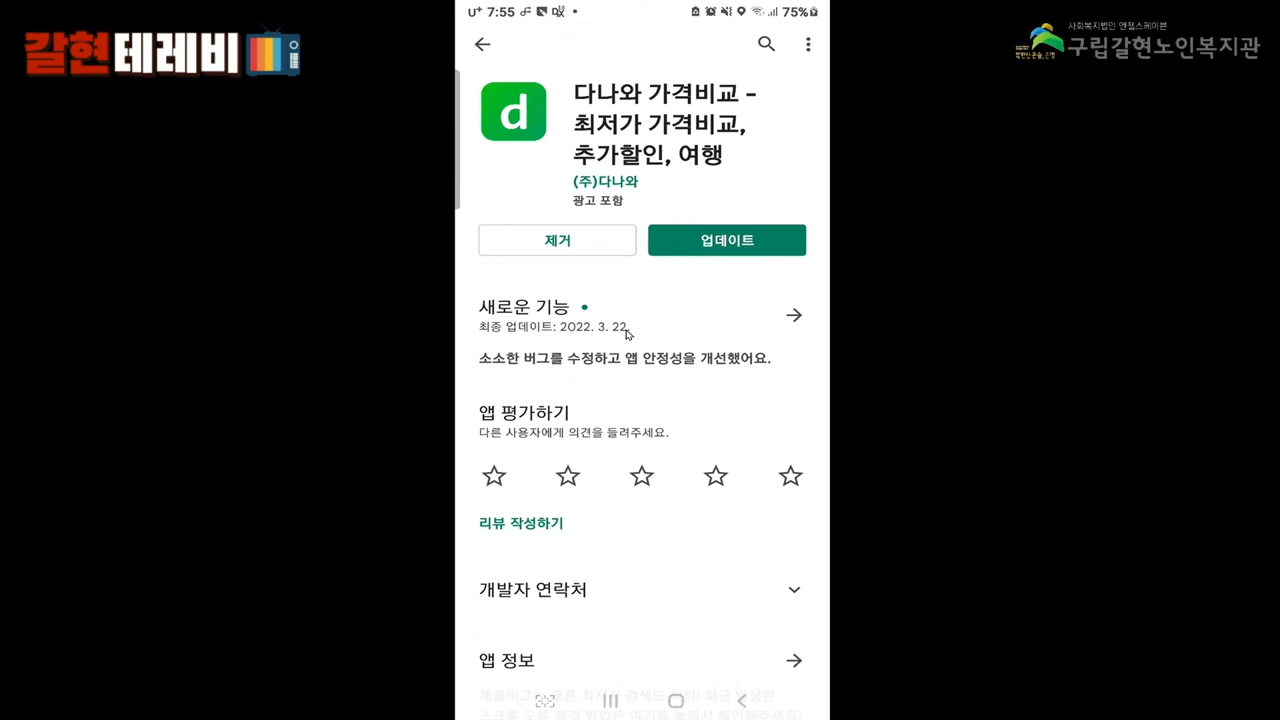 갈현테레비
사회복지법인 엔젤스헤이븐
구립갈현노인복지관
U+ 7:55
75%
다나와 가격비교 -
최저가 가격비교,
추가할인, 여행
(주)다나와
광고 포함
제거
업데이트
새로운 기능
최종 업데이트: 2022. 3. 22.
소소한 버그를 수정하고 앱 안정성을 개선했어요.
앱 평가하기
다른 사용자에게 의견을 들려주세요.
리뷰 작성하기
개발자 연락처
앱 정보